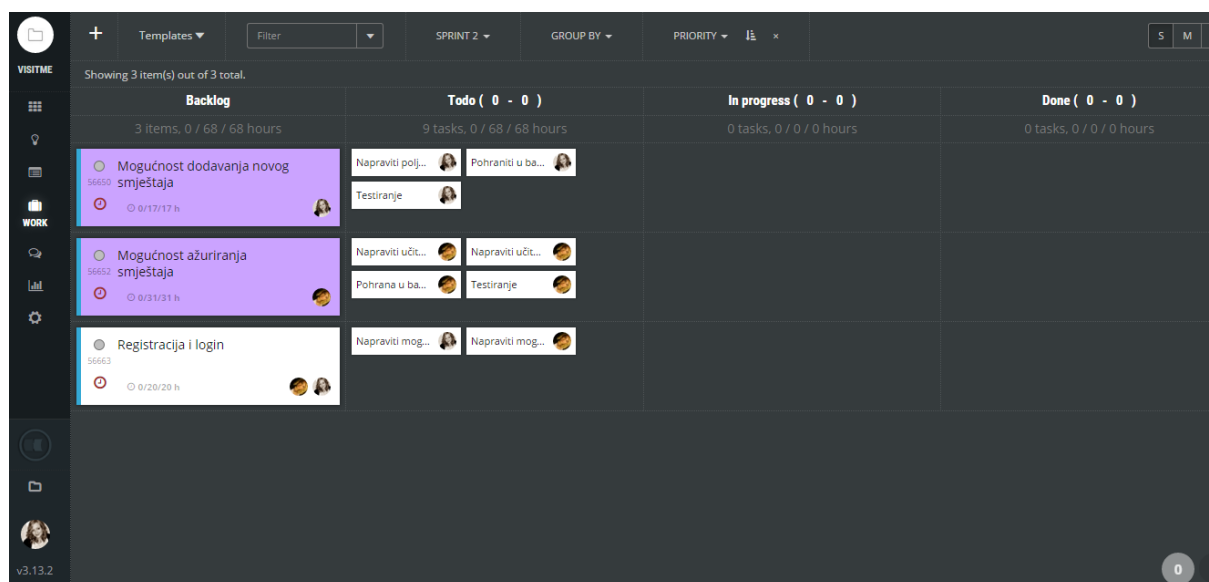 + Templates Filter SPRINT 2 GROUP BY PRIORITY × S M
VISITME
Showing 3 item(s) out of 3 total.
Backlog Todo ( 0 - 0 ) In progress ( 0 - 0 ) Done ( 0 - 0 )
3 items, 0 / 68 / 68 hours 9 tasks, 0 / 68 / 68 hours 0 tasks, 0 / 0 / 0 hours 0 tasks, 0 / 0 / 0 hours
WORK
Mogućnost dodavanja novog
56650 smještaja
0/17/17 h
Napraviti polj... Pohraniti u ba...
Testiranje
Mogućnost ažuriranja
56652 smještaja
0/31/31 h
Napraviti učit... Napraviti učit...
Pohrana u ba... Testiranje
Registracija i login
56663
0/20/20 h
Napraviti mog... Napraviti mog...
v3.13.2
0